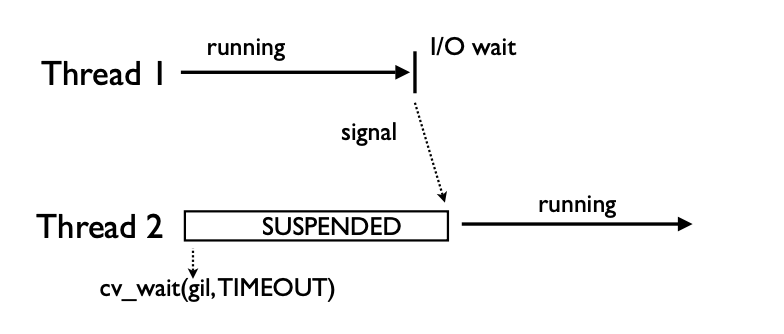 running
I/O wait
Thread 1
signal
running
Thread 2
SUSPENDED
cv_wait(gil,TIMEOUT)